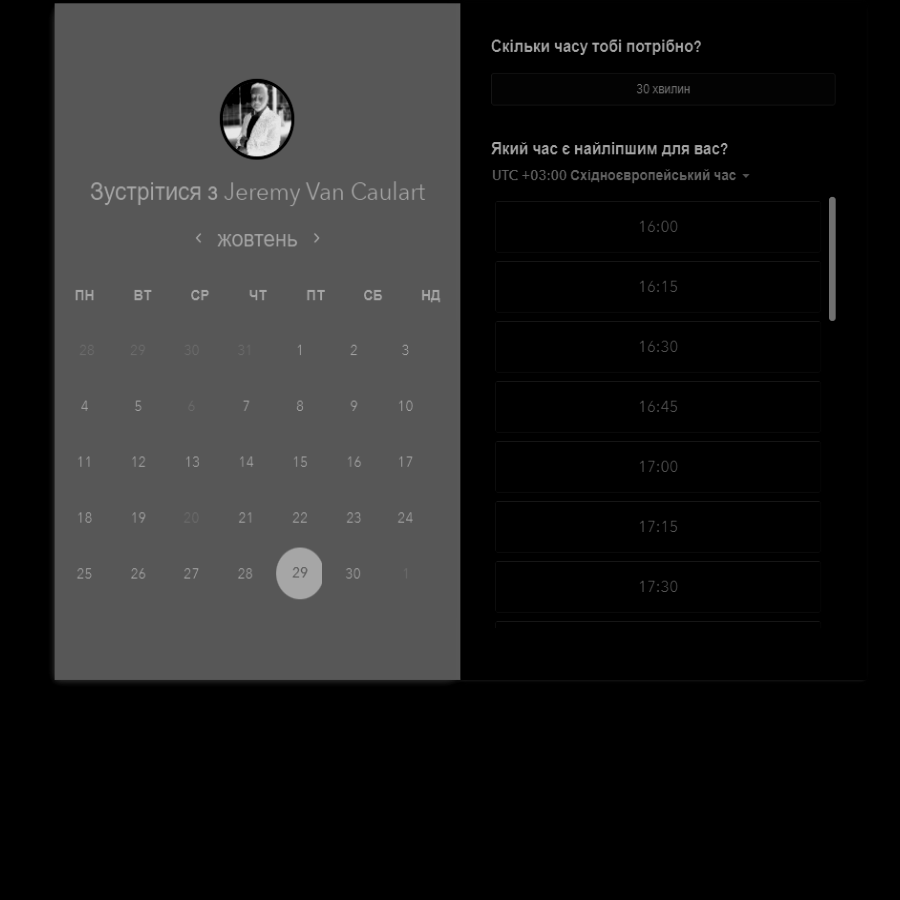 Зустрітися з Jeremy Van Caulart
жовтень
ПН ВТ СР ЧТ ПТ СБ НД
28 29 30 31 1 2 3
4 5 6 7 8 9 10
11 12 13 14 15 16 17
18 19 20 21 22 23 24
25 26 27 28 29 30 1
Скільки часу тобі потрібно?
30 хвилин
Який час є найліпшим для вас?
UTC +03:00 Східноєвропейський час
16:00
16:15
16:30
16:45
17:00
17:15
17:30